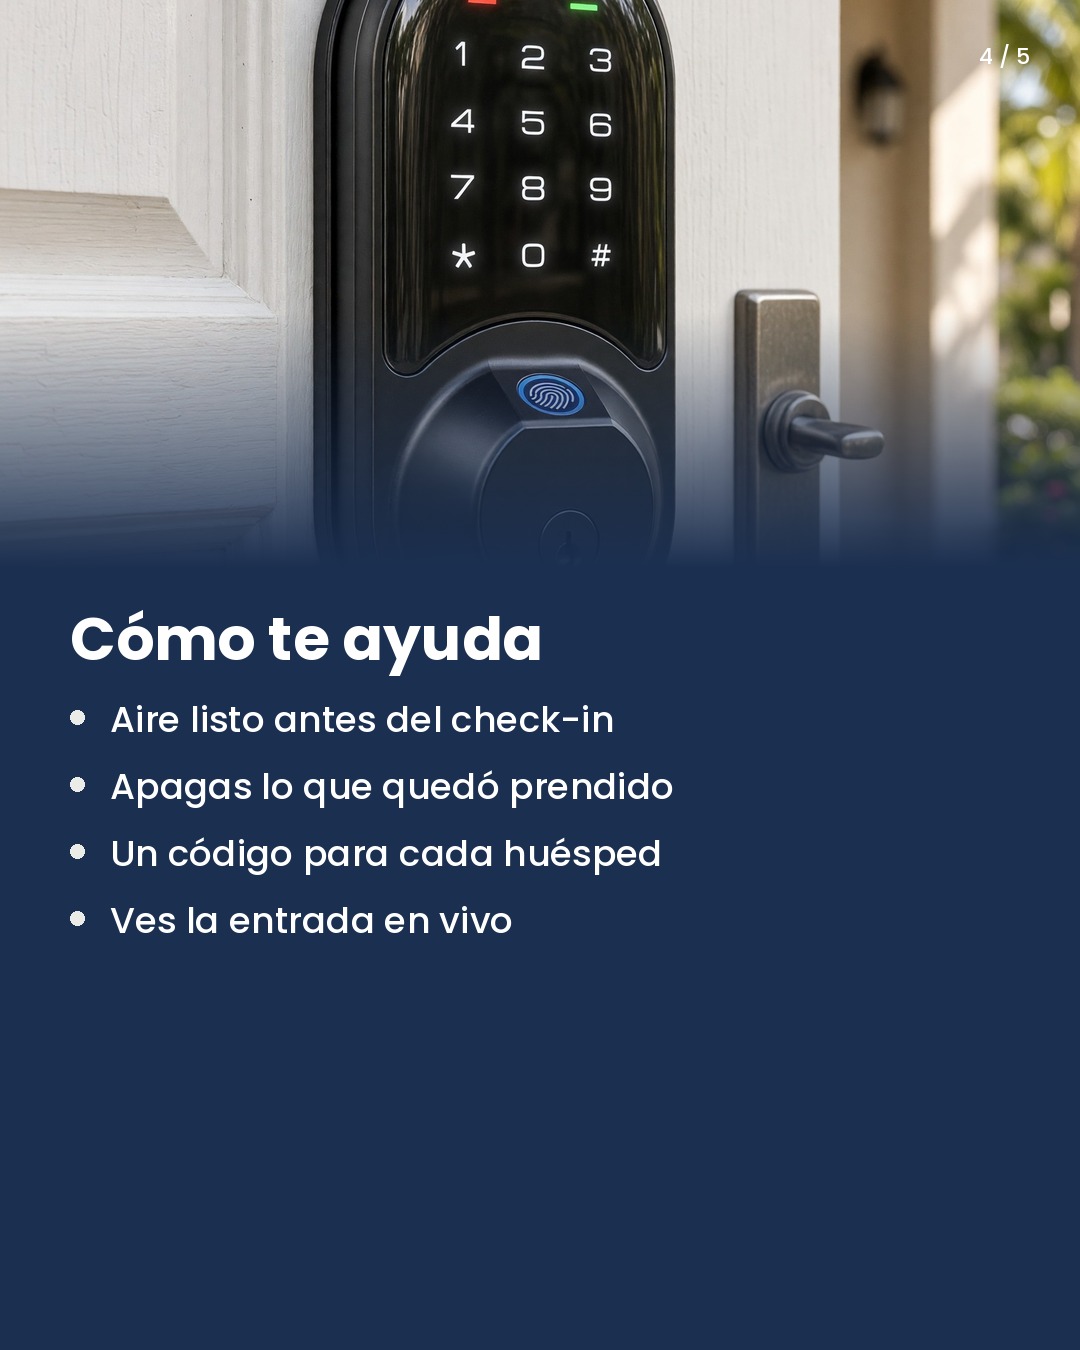 4 / 5
1 2 3
4 5 6
7 8 9
* 0 #
Cómo te ayuda
Aire listo antes del check-in
Apagas lo que quedó prendido
Un código para cada huésped
Ves la entrada en vivo